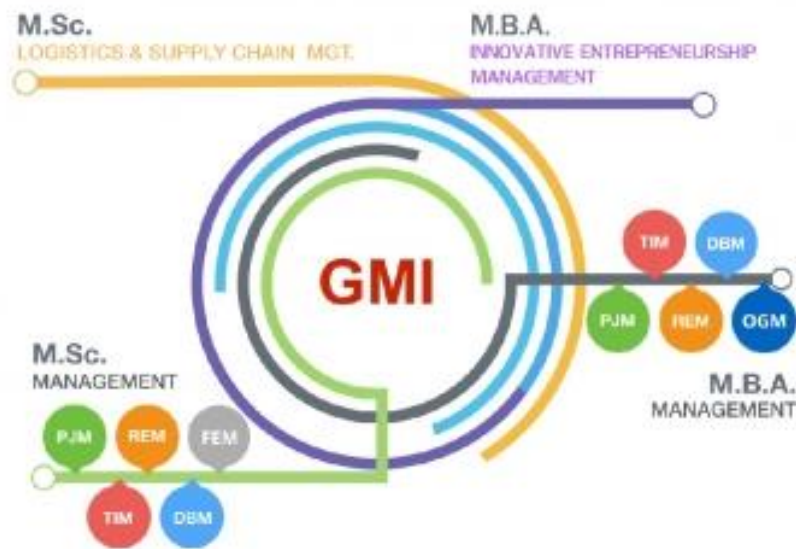 M.Sc.
LOGISTICS & SUPPLY CHAIN MGT.
M.B.A.
INNOVATIVE ENTREPRENEURSHIP
MANAGEMENT
GMI
TIM
DBM
PJM
REM
OGM
M.B.A.
MANAGEMENT
M.Sc.
MANAGEMENT
PJM
REM
FEM
TIM
DBM